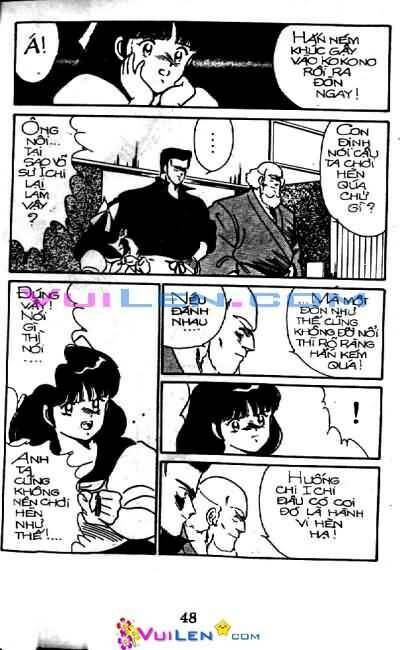 Á!
HẮN NÉM
KHÚC GẬY
VÀO KOKONO
RỒI RA
ĐÒN
NGAY!
ÔNG
NỘI...
TẠI
SAO VÕ
SƯ ICHI
LẠI
LÀM
VẬY
?
...
CON
ĐỊNH
NÓI CẬU
TA CHƠI
HÈN
QUÁ
CHỨ
GÌ?
ĐÚNG
VẬY!
NÓI
GÌ
THÌ
NÓI
....
ANH
TA
CŨNG
KHÔNG
NÊN CHƠI
HÈN
NHƯ
THẾ!...
NẾU
ĐÁNH
NHAU
....
... MÀ MỘT
ĐÒN NHƯ
THẾ CŨNG
KHÔNG ĐỠ NỔI
THÌ RÕ RÀNG
HẮN KÉM
QUÁ!
!
HUỐNG
CHI ICHI
ĐÂU CÓ COI
ĐÓ LÀ HÀNH
VI HÈN
HẠ!
VUILEN.COM
48
VUILEN.COM